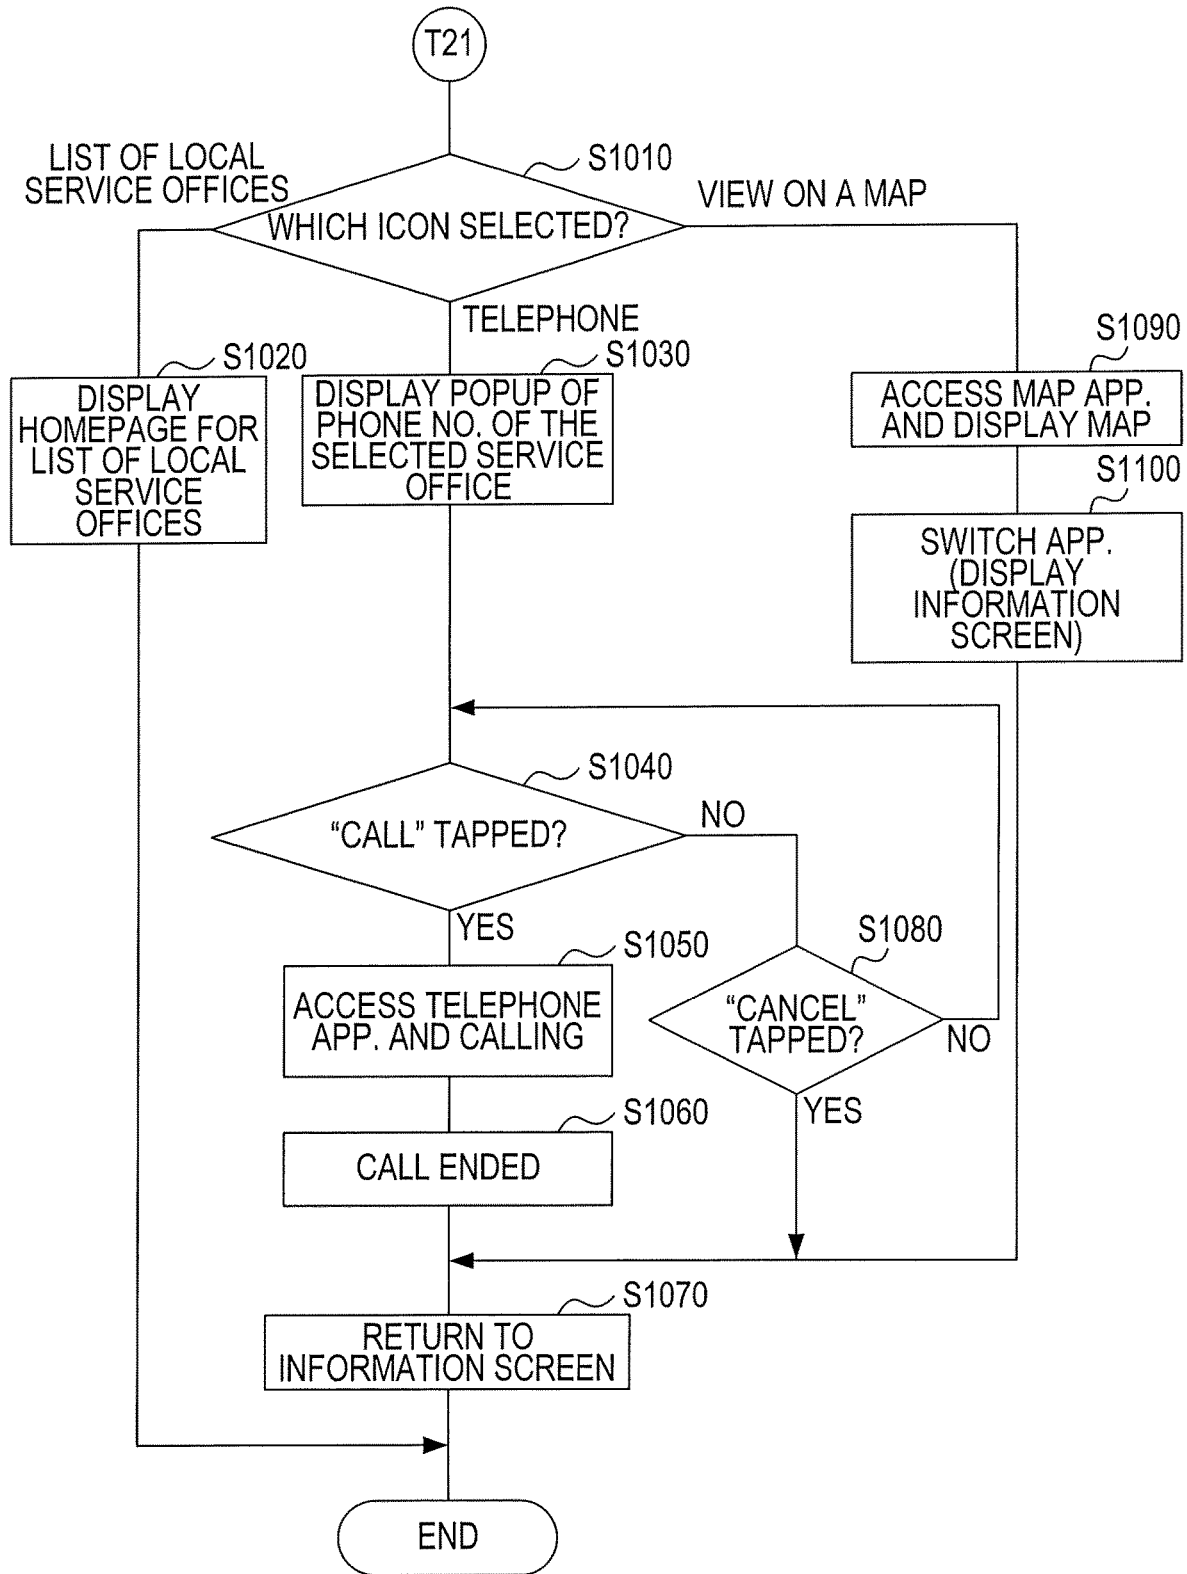 T21
LIST OF LOCAL
SERVICE OFFICES
S1010
VIEW ON A MAP
WHICH ICON SELECTED?
TELEPHONE
S1020
DISPLAY
HOMEPAGE FOR
LIST OF LOCAL
SERVICE
OFFICES
S1030
DISPLAY POPUP OF
PHONE NO. OF THE
SELECTED SERVICE
OFFICE
S1090
ACCESS MAP APP.
AND DISPLAY MAP
S1100
SWITCH APP.
(DISPLAY
INFORMATION
SCREEN)
S1040
“CALL” TAPPED?
NO
YES
S1050
ACCESS TELEPHONE
APP. AND CALLING
S1080
“CANCEL”
TAPPED?
NO
YES
S1060
CALL ENDED
S1070
RETURN TO
INFORMATION SCREEN
END